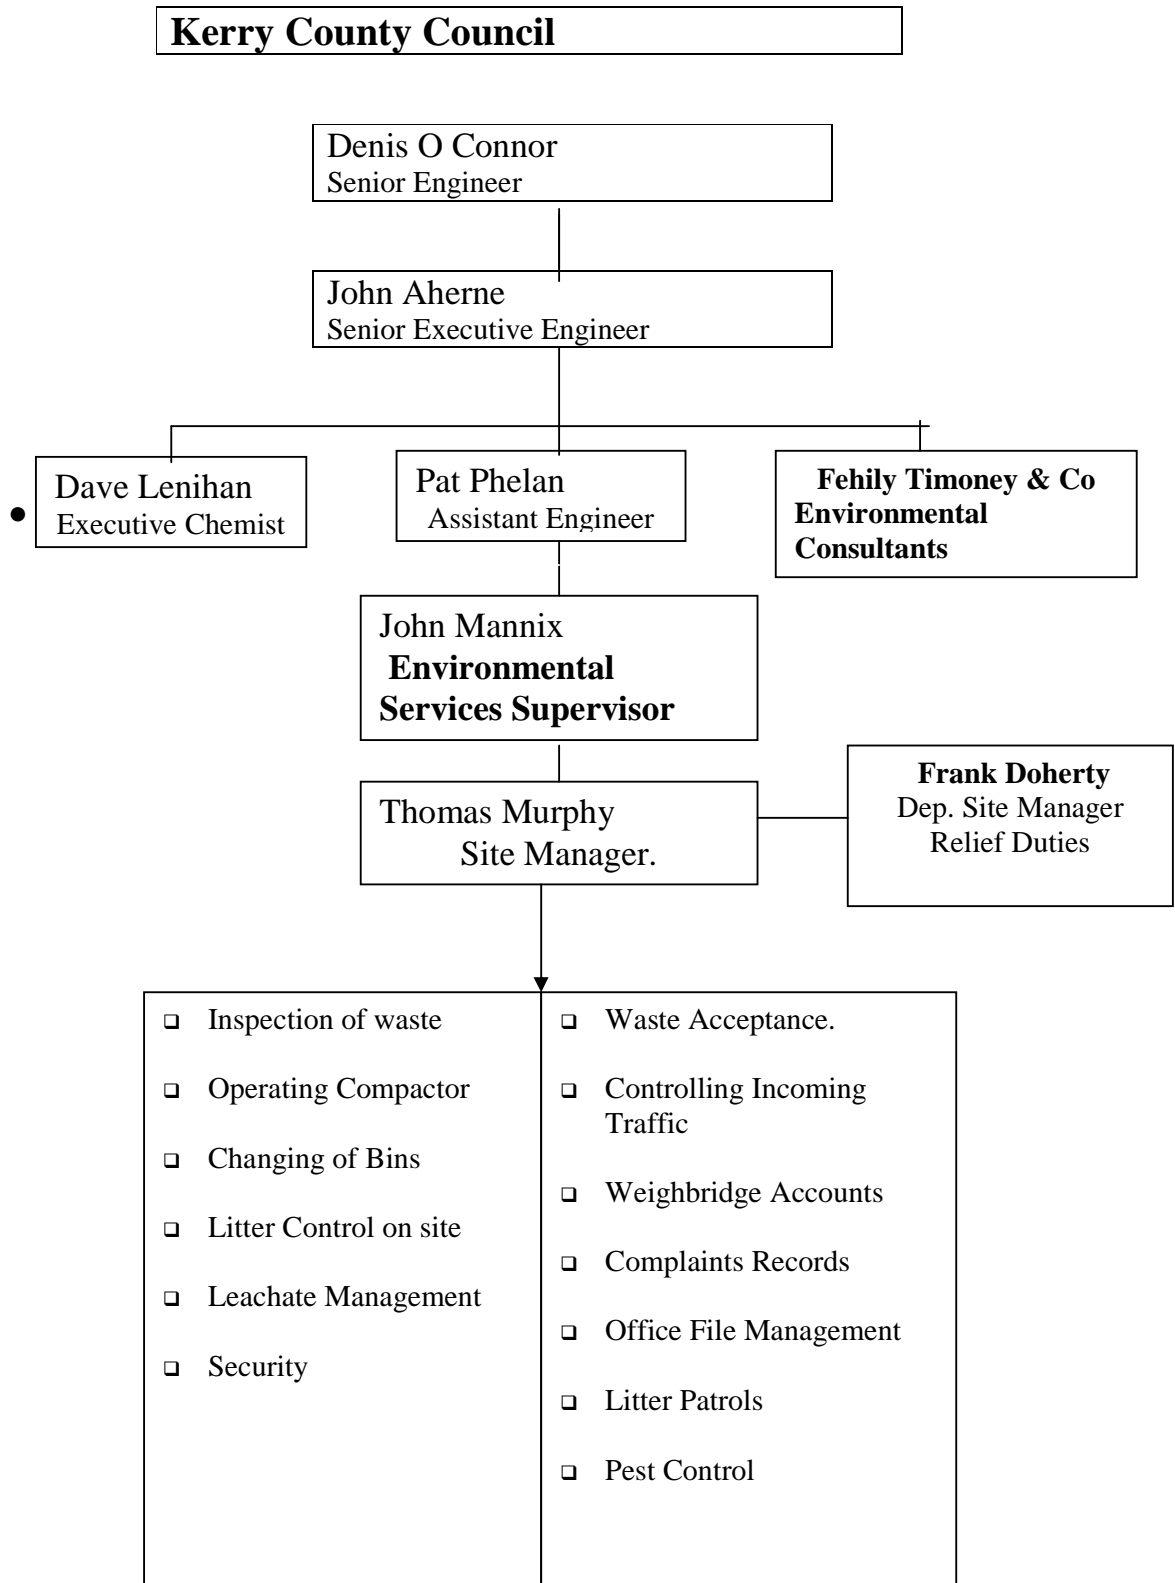 Kerry County Council
Denis O Connor
Senior Engineer
John Aherne
Senior Executive Engineer
Dave Lenihan
Executive Chemist
Pat Phelan
Assistant Engineer
Fehily Timoney & Co
Environmental
Consultants
John Mannix
Environmental
Services Supervisor
Thomas Murphy
Site Manager.
Frank Doherty
Dep. Site Manager
Relief Duties
Inspection of waste
Operating Compactor
Changing of Bins
Litter Control on site
Leachate Management
Security
Waste Acceptance.
Controlling Incoming
Traffic
Weighbridge Accounts
Complaints Records
Office File Management
Litter Patrols
Pest Control